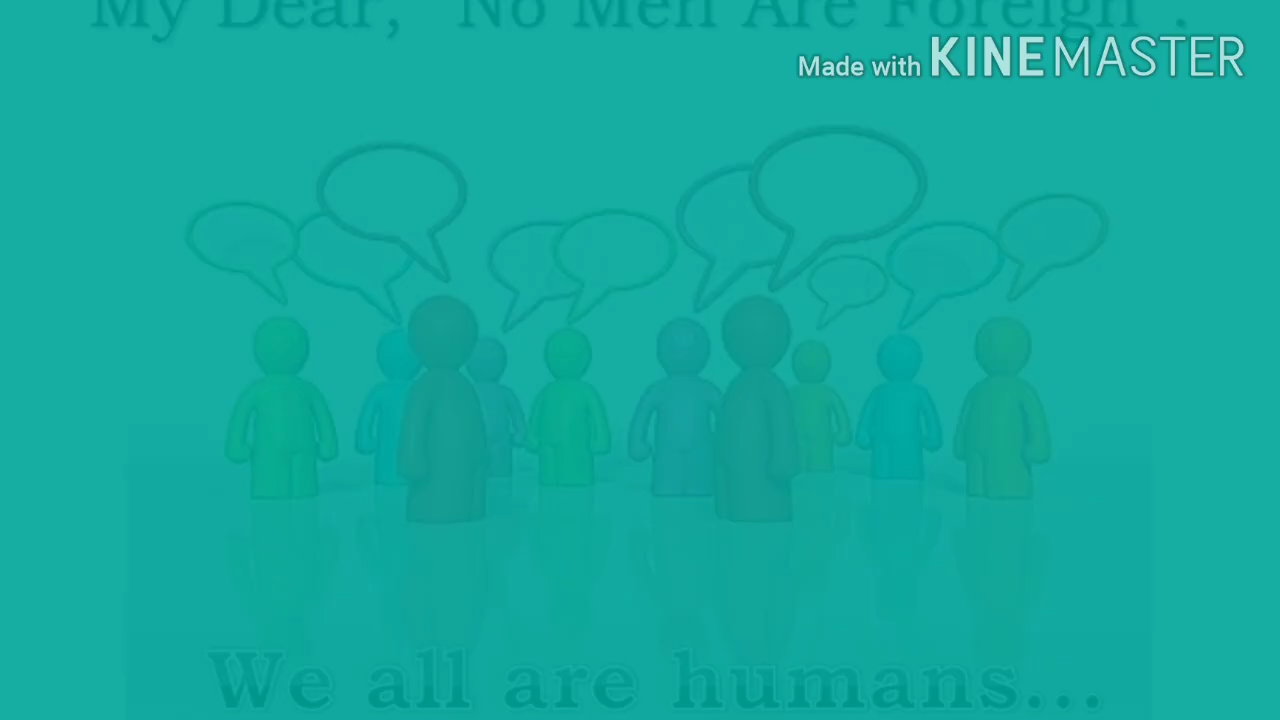 My Dear, "No Men Are Foreign".
Made with KINEMASTER
We all are humans...